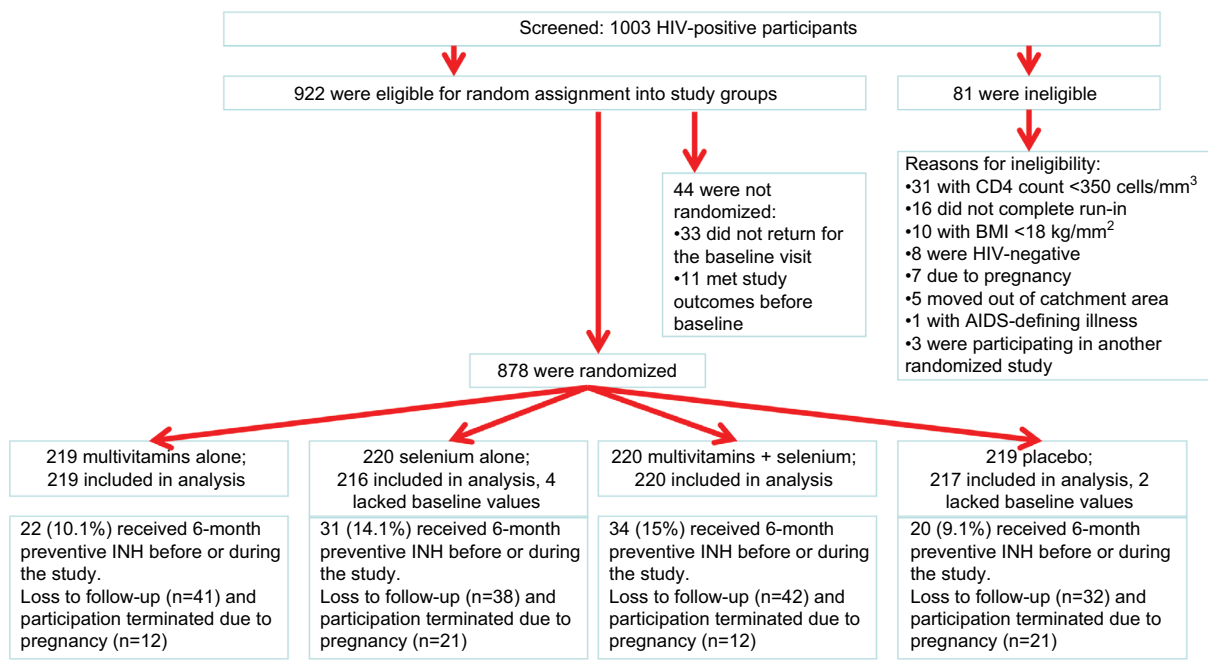 Screened: 1003 HIV-positive participants
922 were eligible for random assignment into study groups
81 were ineligible
44 were not
randomized:
•33 did not return for
the baseline visit
•11 met study
outcomes before
baseline
Reasons for ineligibility:
•31 with CD4 count <350 cells/mm³
•16 did not complete run-in
•10 with BMI <18 kg/mm²
•8 were HIV-negative
•7 due to pregnancy
•5 moved out of catchment area
•1 with AIDS-defining illness
•3 were participating in another
randomized study
878 were randomized
219 multivitamins alone;
219 included in analysis
220 selenium alone;
216 included in analysis, 4
lacked baseline values
220 multivitamins + selenium;
220 included in analysis
219 placebo;
217 included in analysis, 2
lacked baseline values
22 (10.1%) received 6-month
preventive INH before or during
the study.
Loss to follow-up (n=41) and
participation terminated due to
pregnancy (n=12)
31 (14.1%) received 6-month
preventive INH before or during
the study.
Loss to follow-up (n=38) and
participation terminated due to
pregnancy (n=21)
34 (15%) received 6-month
preventive INH before or during
the study.
Loss to follow-up (n=42) and
participation terminated due to
pregnancy (n=12)
20 (9.1%) received 6-month
preventive INH before or during
the study.
Loss to follow-up (n=32) and
participation terminated due to
pregnancy (n=21)